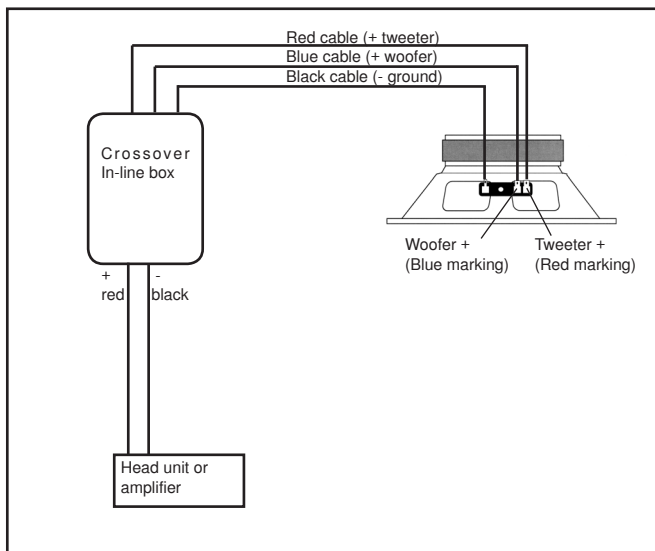 Red cable (+ tweeter)
Blue cable (+ woofer)
Black cable (- ground)
Crossover
In-line box
Woofer +
(Blue marking)
Tweeter +
(Red marking)
+ -
red black
Head unit or
amplifier